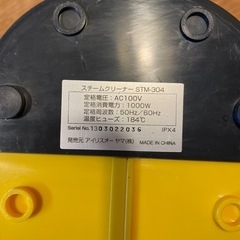 スチームクリーナー STM-304
定格電圧：AC100V
定格消費電力：1000W
定格周波数：50Hz／60Hz
温度ヒューズ：184℃
Serial No.
IPX4
発売元 アイリスオーヤマ(株) MADE IN CHINA